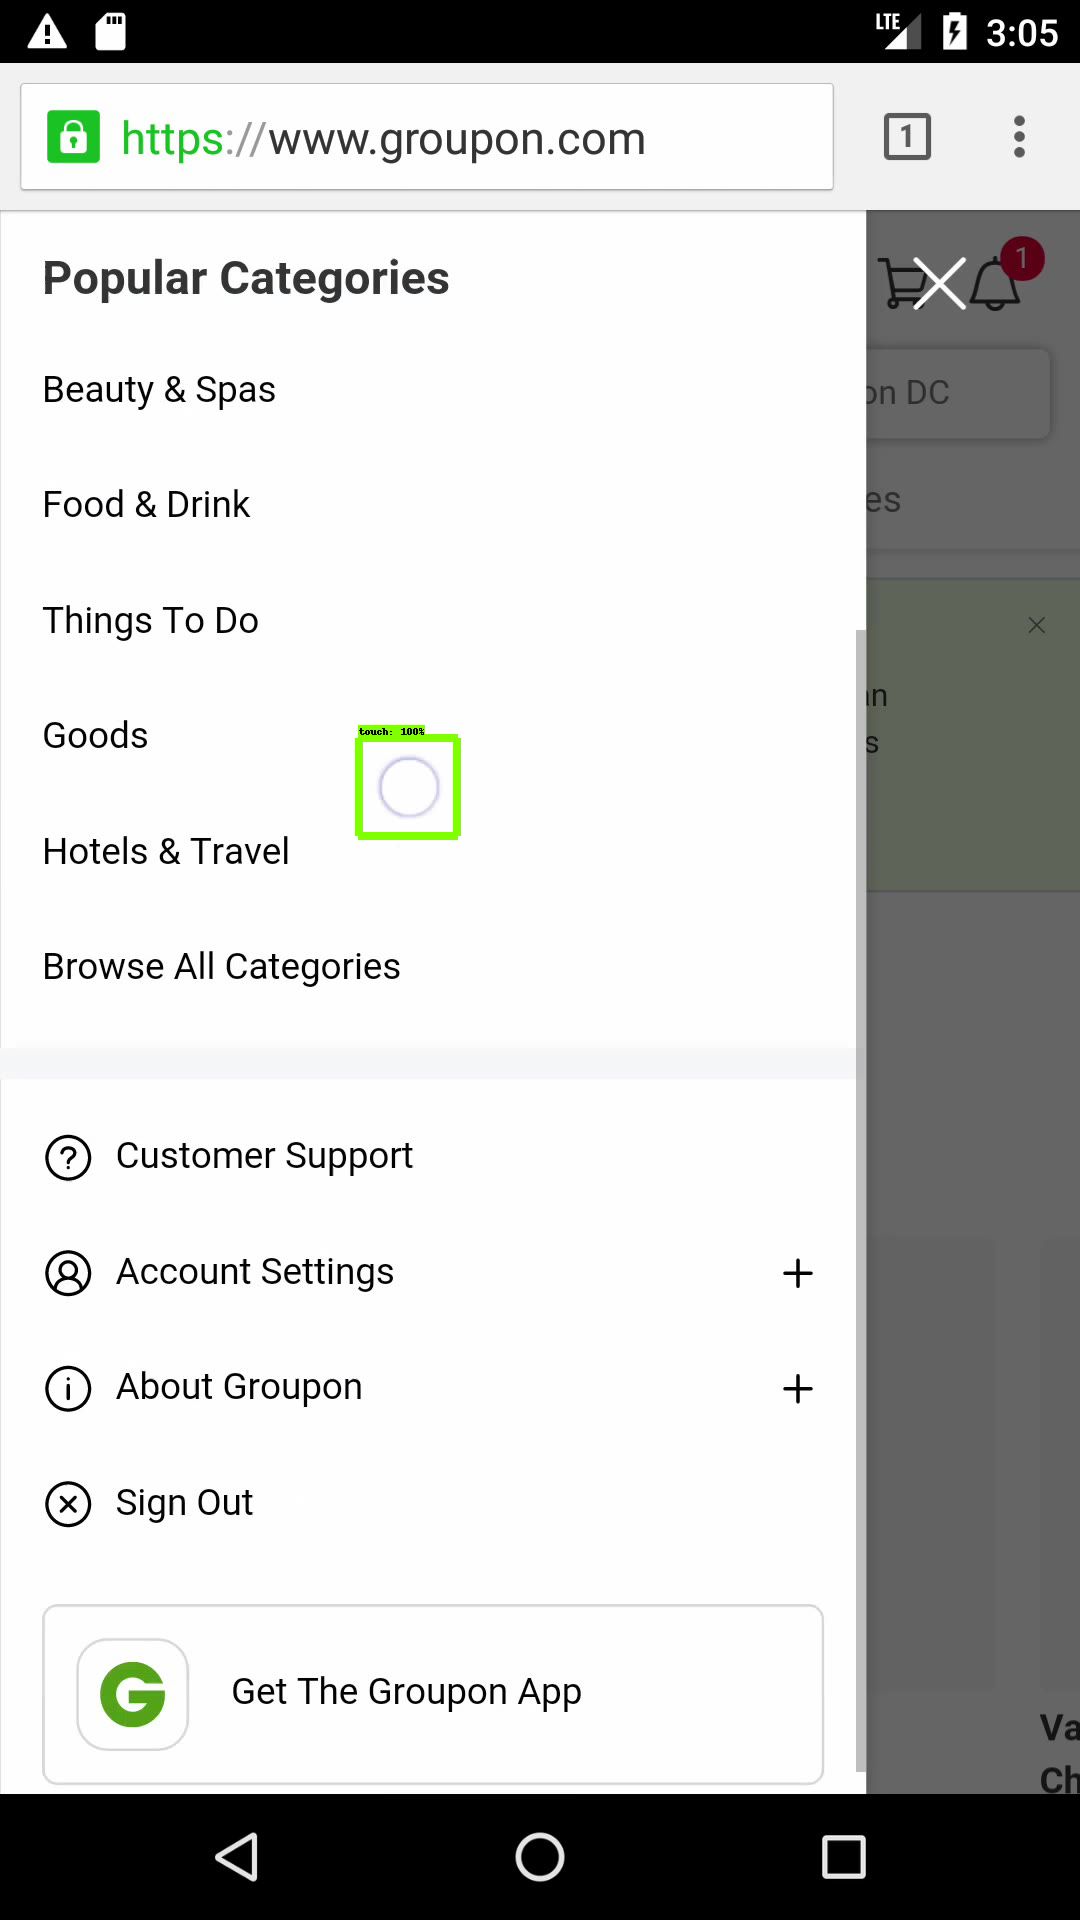 LTE 3:05
https://www.groupon.com 1
Popular Categories
1
Beauty & Spas
on DC
Food & Drink
es
Things To Do
an
Goods
s
touch: 100%
Hotels & Travel
Browse All Categories
Customer Support
Account Settings
About Groupon
Sign Out
Get The Groupon App
Va
Ch